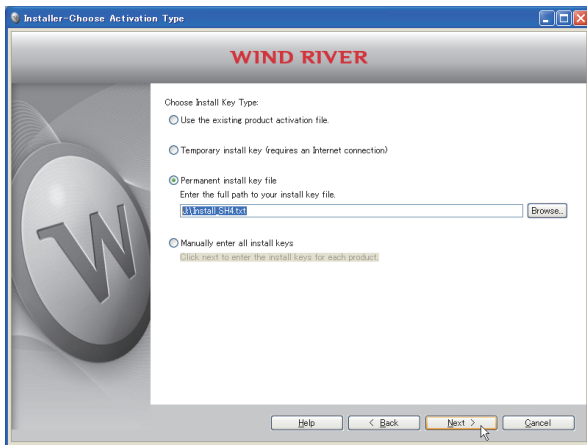 Installer-Choose Activation Type
WIND RIVER
Choose Install Key Type:
Use the existing product activation file.
Temporary install key (requires an Internet connection)
Permanent install key file
Enter the full path to your install key file.
J:\Install_SH4.txt
Browse..
Manually enter all install keys
Click next to enter the install keys for each product.
Help
< Back
Next >
Cancel